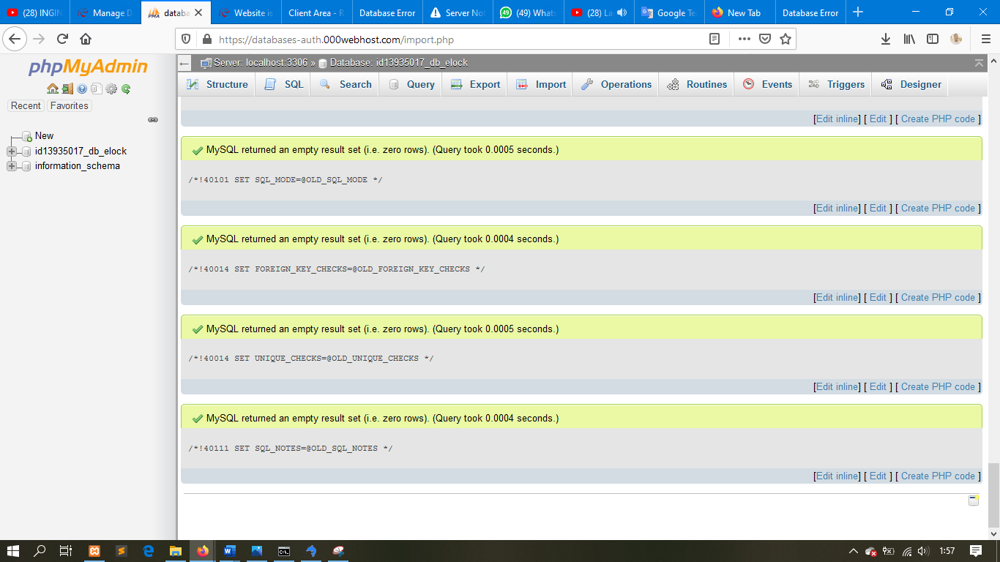 (28) INGIN
Manage D
databa
Website is
Client Area - R
Database Error
Server No
(49) What
(28) La
Google Te
New Tab
Database Error
https://databases-auth.000webhost.com/import.php
phpMyAdmin
Recent
Favorites
New
id13935017_db_elock
information_schema
Server: localhost:3306 » Database: id13935017_db_elock
Structure
SQL
Search
Query
Export
Import
Operations
Routines
Events
Triggers
Designer
[Edit inline] [ Edit ] [ Create PHP code ]
MySQL returned an empty result set (i.e. zero rows). (Query took 0.0005 seconds.)
/*!40101 SET SQL_MODE=@OLD_SQL_MODE */
[Edit inline] [ Edit ] [ Create PHP code ]
MySQL returned an empty result set (i.e. zero rows). (Query took 0.0004 seconds.)
/*!40014 SET FOREIGN_KEY_CHECKS=@OLD_FOREIGN_KEY_CHECKS */
[Edit inline] [ Edit ] [ Create PHP code ]
MySQL returned an empty result set (i.e. zero rows). (Query took 0.0005 seconds.)
/*!40014 SET UNIQUE_CHECKS=@OLD_UNIQUE_CHECKS */
[Edit inline] [ Edit ] [ Create PHP code ]
MySQL returned an empty result set (i.e. zero rows). (Query took 0.0004 seconds.)
/*!40111 SET SQL_NOTES=@OLD_SQL_NOTES */
[Edit inline] [ Edit ] [ Create PHP code ]
1:57